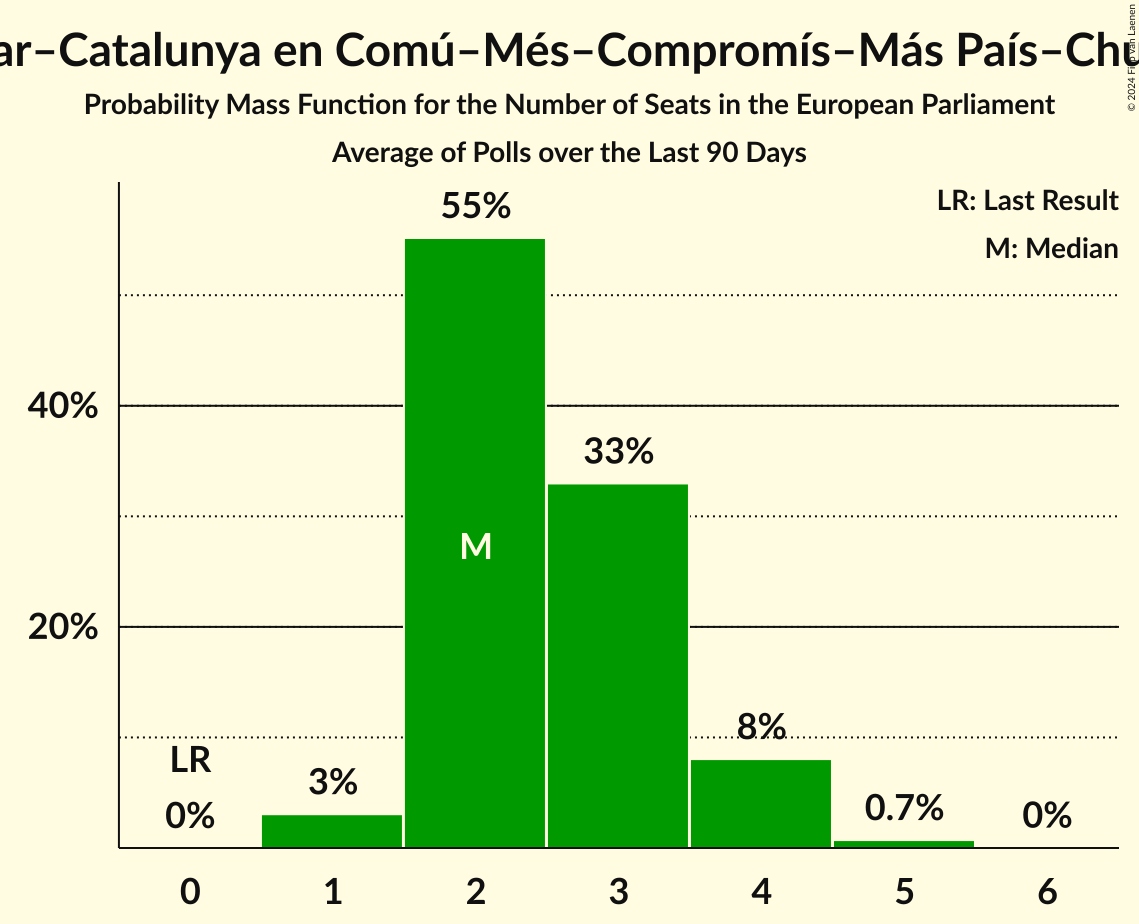 ar–Catalunya en Comú–Més–Compromís–Más País–Chu
© 2024 Filip van Laenen
Probability Mass Function for the Number of Seats in the European Parliament
Average of Polls over the Last 90 Days
LR: Last Result
M: Median
55%
40%
33%
M
20%
8%
LR
3%
0%
0.7%
0%
0 1 2 3 4 5 6